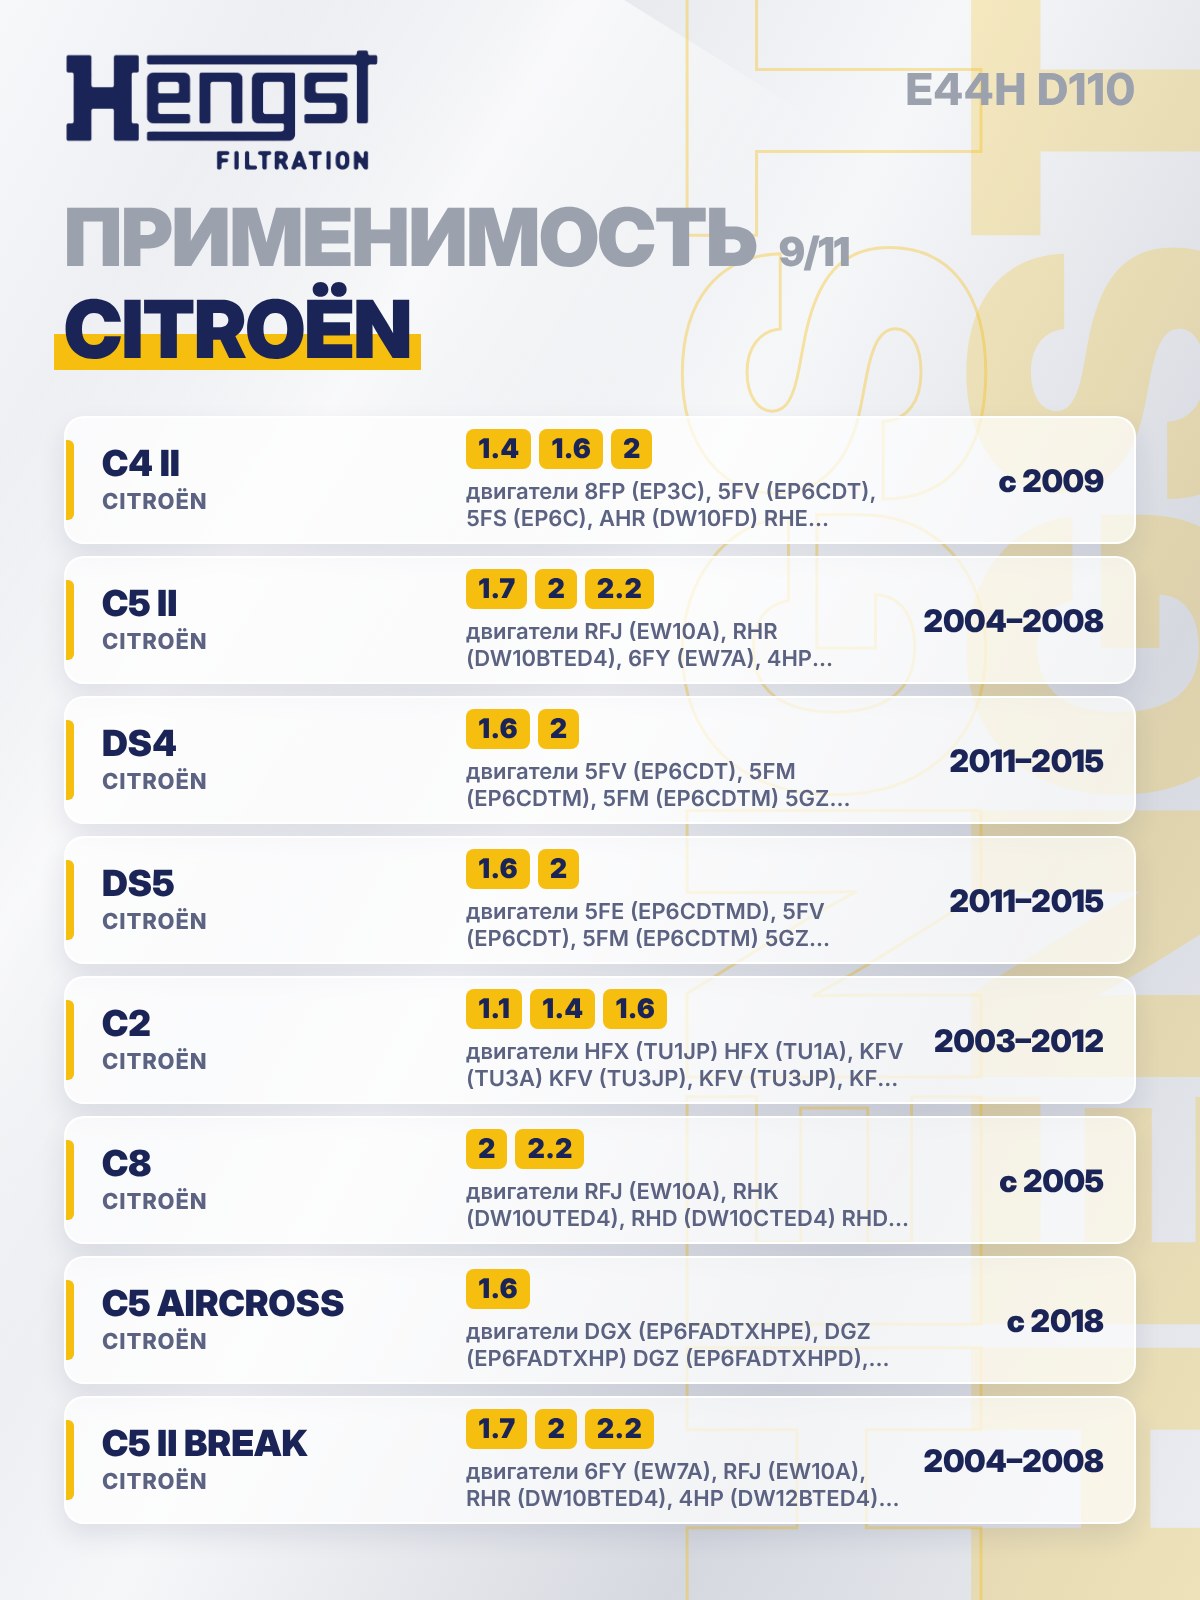 Hengst
FILTRATION
E44H D110
ПРИМЕНИМОСТЬ 9/11
CITROËN
C4 II
CITROËN
1.4 1.6 2
двигатели 8FP (EP3C), 5FV (EP6CDT),
5FS (EP6C), AHR (DW10FD) RHE...
с 2009
C5 II
CITROËN
1.7 2 2.2
двигатели RFJ (EW10A), RHR
(DW10BTED4), 6FY (EW7A), 4HP...
2004–2008
DS4
CITROËN
1.6 2
двигатели 5FV (EP6CDT), 5FM
(EP6CDTM), 5FM (EP6CDTM) 5GZ...
2011–2015
DS5
CITROËN
1.6 2
двигатели 5FE (EP6CDTMD), 5FV
(EP6CDT), 5FM (EP6CDTM) 5GZ...
2011–2015
C2
CITROËN
1.1 1.4 1.6
двигатели HFX (TU1JP) HFX (TU1A), KFV
(TU3A) KFV (TU3JP), KFV (TU3JP), KF...
2003–2012
C8
CITROËN
2 2.2
двигатели RFJ (EW10A), RHK
(DW10UTED4), RHD (DW10CTED4) RHD...
с 2005
C5 AIRCROSS
CITROËN
1.6
двигатели DGX (EP6FADTXHPE), DGZ
(EP6FADTXHP) DGZ (EP6FADTXHPD),...
с 2018
C5 II BREAK
CITROËN
1.7 2 2.2
двигатели 6FY (EW7A), RFJ (EW10A),
RHR (DW10BTED4), 4HP (DW12BTED4)...
2004–2008
HENGST
HENGST